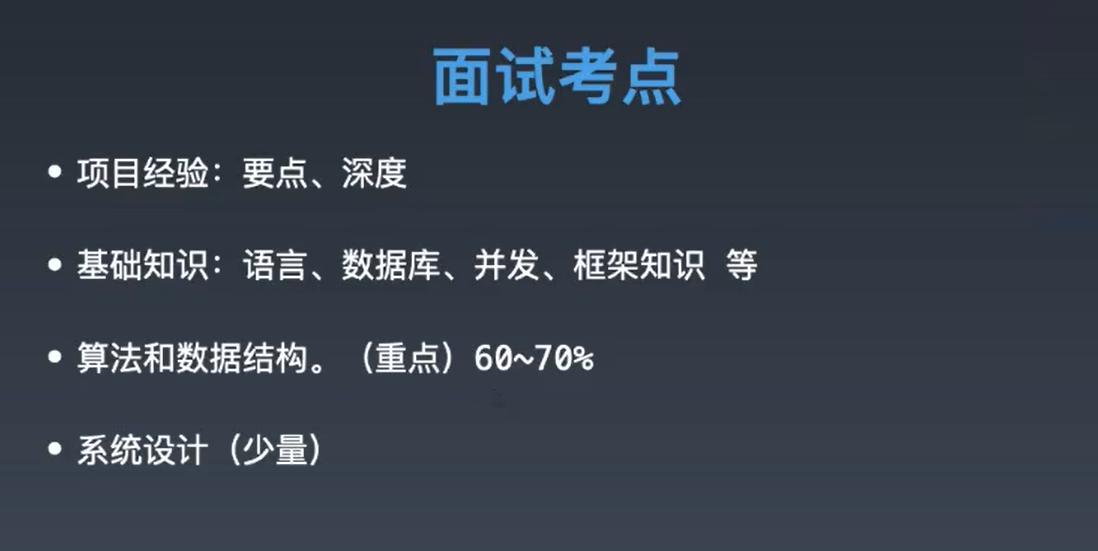 面试考点
• 项目经验：要点、深度
• 基础知识：语言、数据库、并发、框架知识 等
• 算法和数据结构。（重点）60~70%
• 系统设计（少量）